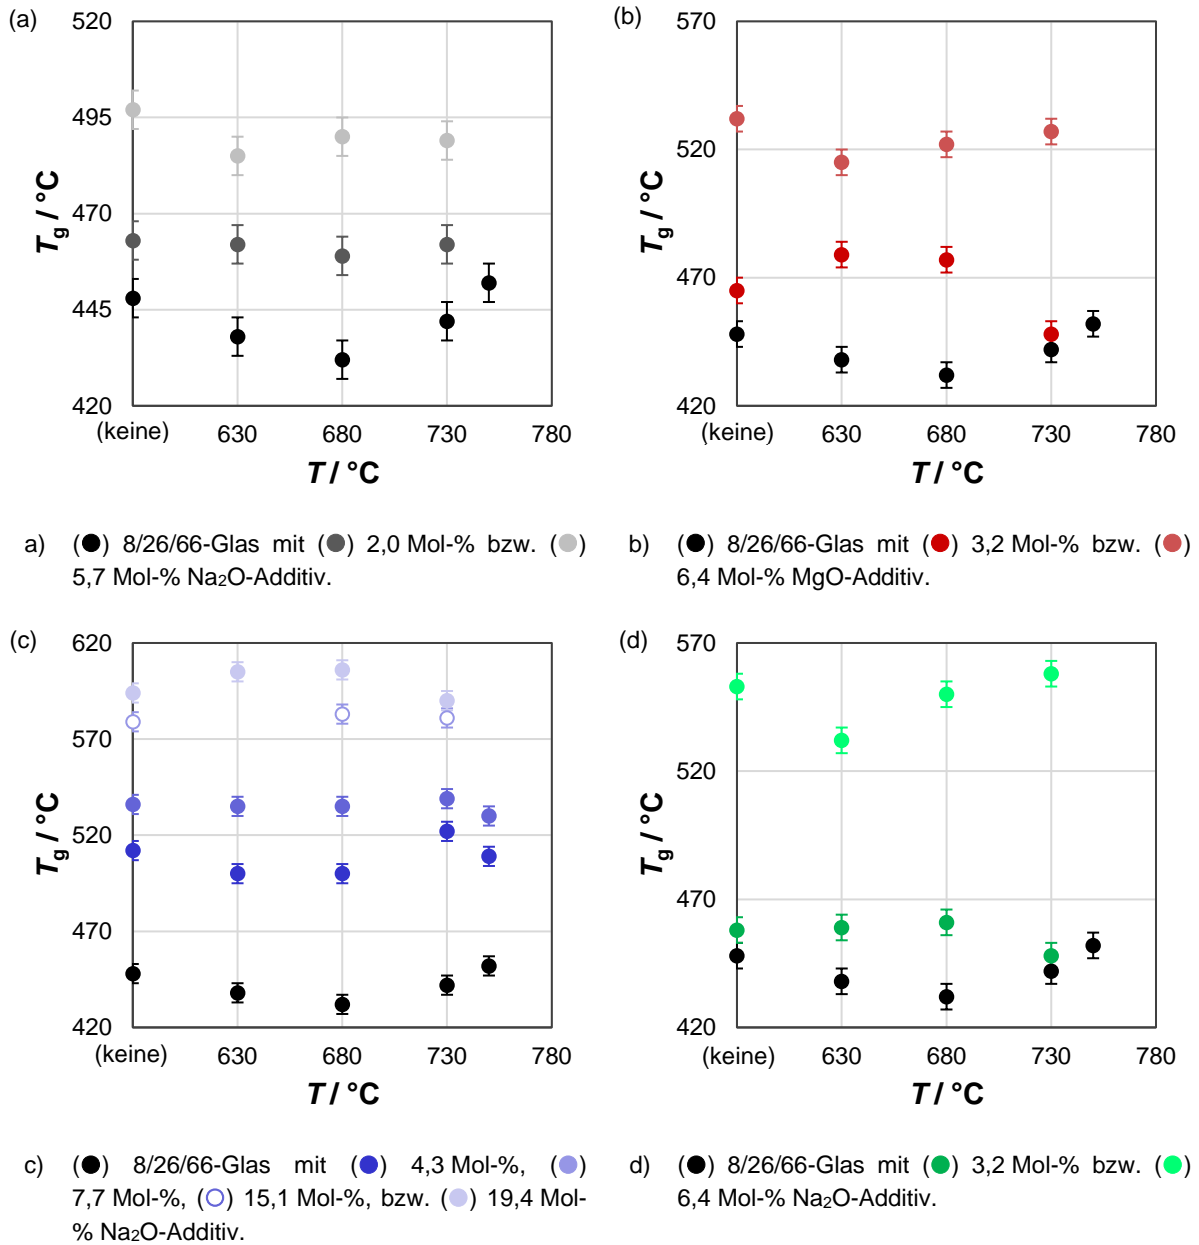 (a)
520
495
470
445
420
Tg / °C
(keine) 630 680 730 780
T / °C
(b)
570
520
470
420
Tg / °C
(keine) 630 680 730 780
T / °C
a) (●) 8/26/66-Glas mit (●) 2,0 Mol-% bzw. (●)
5,7 Mol-% Na₂O-Additiv.
b) (●) 8/26/66-Glas mit (●) 3,2 Mol-% bzw. (●)
6,4 Mol-% MgO-Additiv.
(c)
620
570
520
470
420
Tg / °C
(keine) 630 680 730 780
T / °C
(d)
570
520
470
420
Tg / °C
(keine) 630 680 730 780
T / °C
c) (●) 8/26/66-Glas mit (●) 4,3 Mol-%, (●)
7,7 Mol-%, (○) 15,1 Mol-%, bzw. (●) 19,4 Mol-
% Na₂O-Additiv.
d) (●) 8/26/66-Glas mit (●) 3,2 Mol-% bzw. (●)
6,4 Mol-% Na₂O-Additiv.